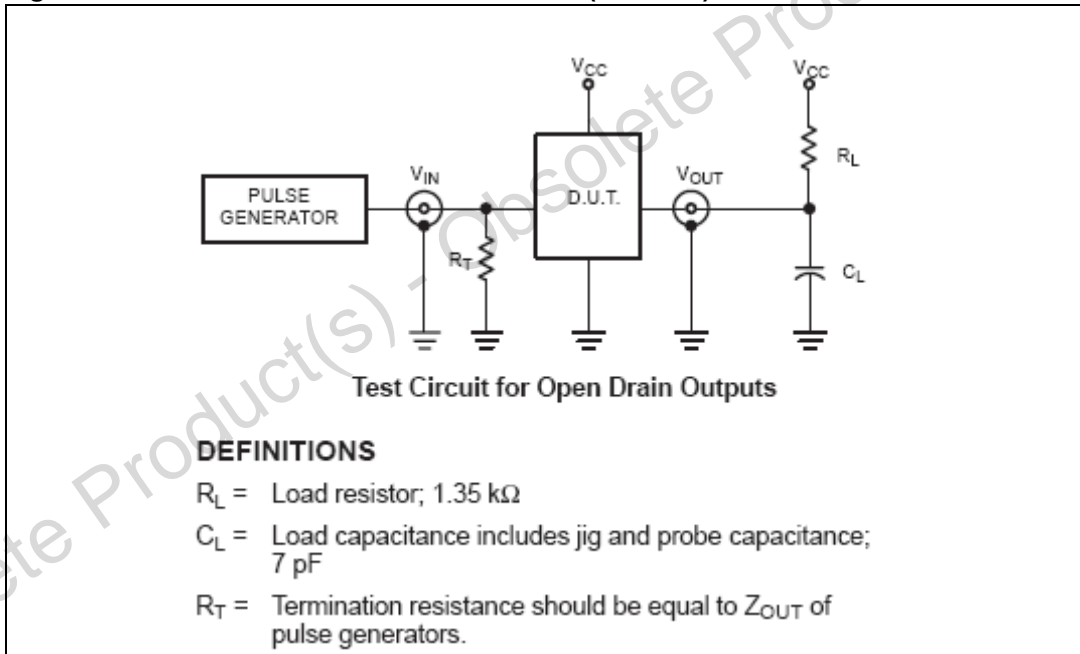 VCC
VCC
RL
VIN
VOUT
PULSE
GENERATOR
D.U.T.
RT
CL
Test Circuit for Open Drain Outputs
DEFINITIONS
RL = Load resistor; 1.35 kΩ
CL = Load capacitance includes jig and probe capacitance;
7 pF
RT = Termination resistance should be equal to ZOUT of
pulse generators.
Product(s) - Obsolete